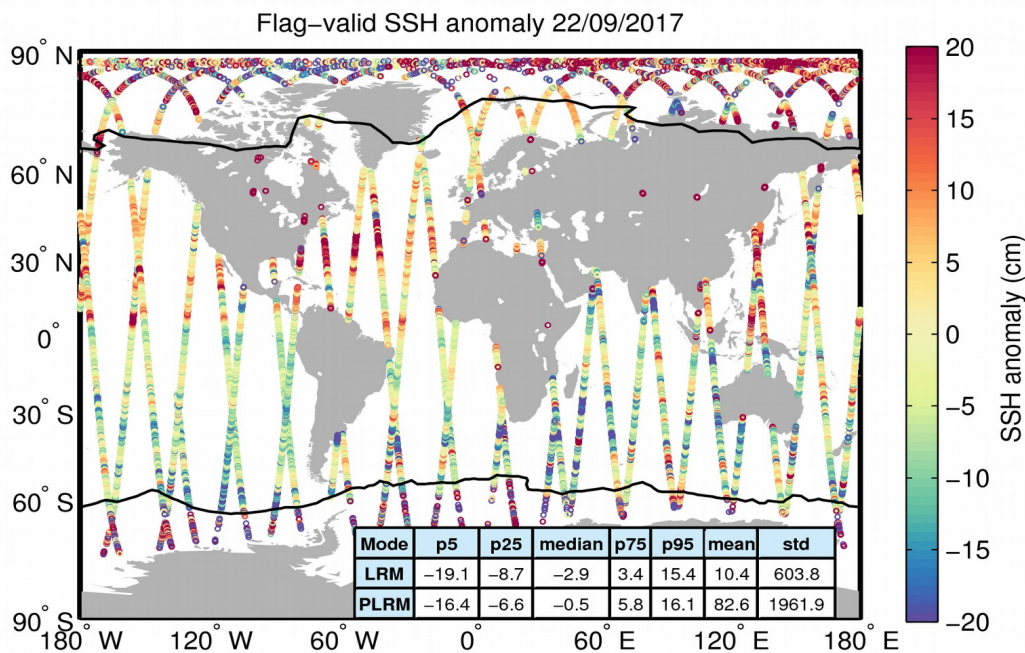 Flag−valid SSH anomaly 22/09/2017
90° N
60° N
30° N
0°
30° S
60° S
90° S
180° W 120° W 60° W 0° 60° E 120° E 180° E
Mode p5 p25 median p75 p95 mean std
LRM −19.1 −8.7 −2.9 3.4 15.4 10.4 603.8
PLRM −16.4 −6.6 −0.5 5.8 16.1 82.6 1961.9
20
15
10
5
0
−5
−10
−15
−20
SSH anomaly (cm)